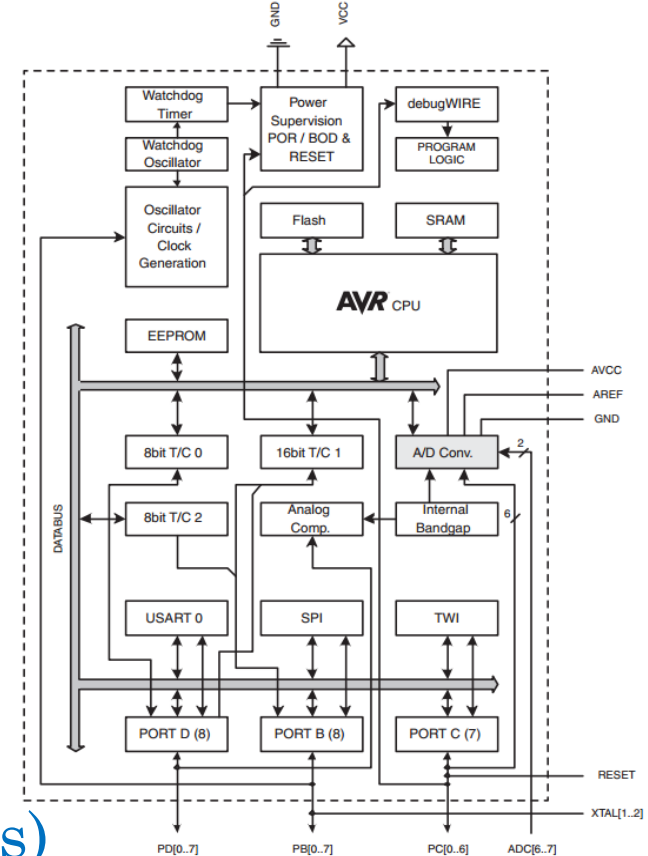 GND
VCC
Watchdog
Timer
Power
Supervision
POR / BOD &
RESET
debugWIRE
Watchdog
Oscillator
PROGRAM
LOGIC
Oscillator
Circuits /
Clock
Generation
Flash
SRAM
AVR CPU
EEPROM
AVCC
AREF
GND
8bit T/C 0
16bit T/C 1
A/D Conv.
2
DATABUS
8bit T/C 2
Analog
Comp.
Internal
Bandgap
6
USART 0
SPI
TWI
PORT D (8)
PORT B (8)
PORT C (7)
RESET
XTAL[1..2]
s)
PD[0..7]
PB[0..7]
PC[0..6]
ADC[6..7]